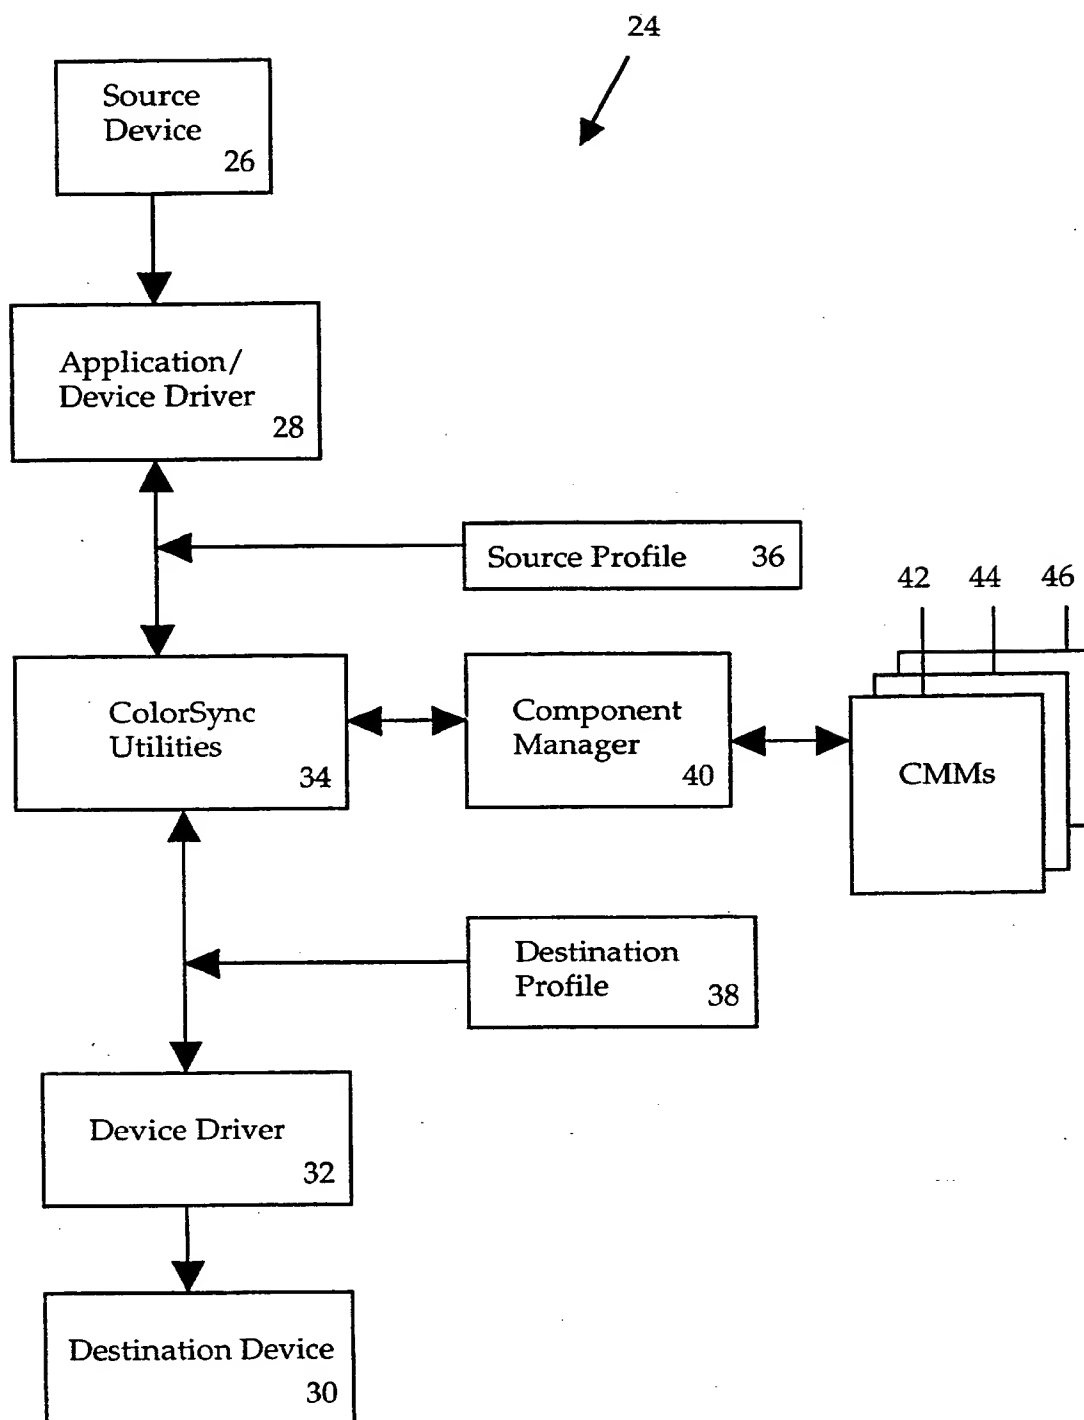 24
Source
Device
26
Application/
Device Driver
28
Source Profile 36
42 44 46
ColorSync
Utilities
34
Component
Manager
40
CMMs
Destination
Profile
38
Device Driver
32
Destination Device
30